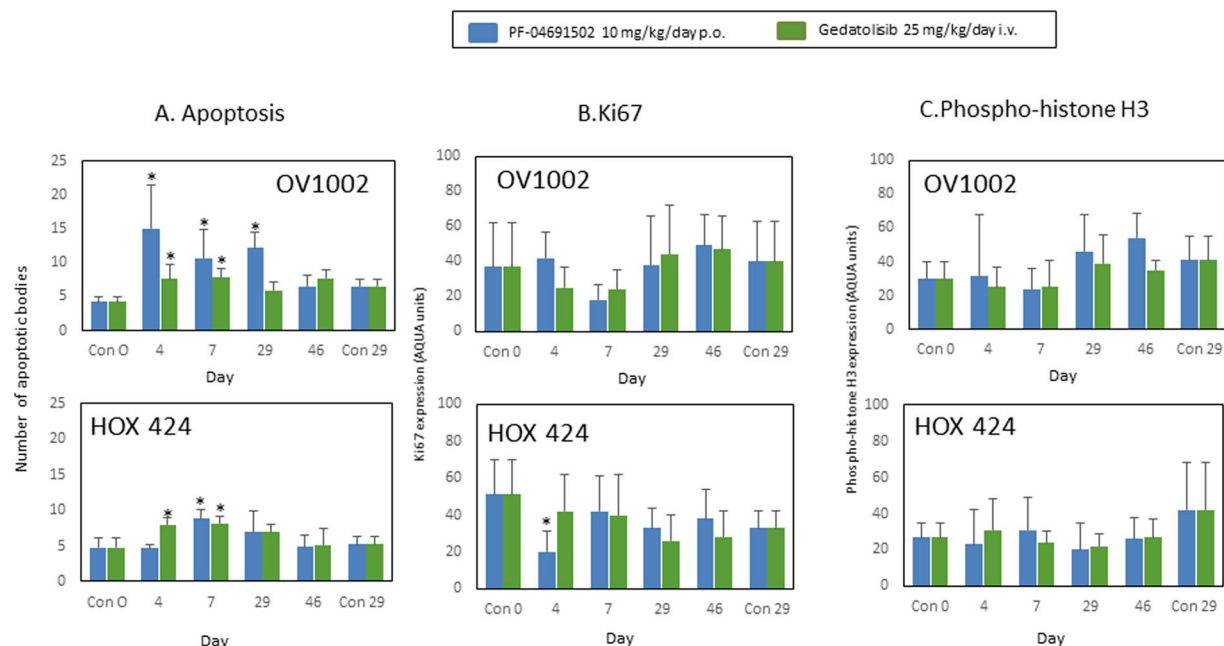 PF-04691502 10 mg/kg/day p.o.
Gedatolisib 25 mg/kg/day i.v.
A. Apoptosis
B.Ki67
C.Phospho-histone H3
Number of apoptotic bodies
25
20
15
10
5
0
OV1002
*
*
*
*
*
Con O
4
7
29
46
Con 29
Day
25
20
15
10
5
0
HOX 424
*
*
*
Con O
4
7
29
46
Con 29
Day
Ki67 expression (AQUA units)
100
80
60
40
20
0
OV1002
Con 0
4
7
29
46
Con 29
Day
100
80
60
40
20
0
HOX 424
*
Con 0
4
7
29
46
Con 29
Day
Phospho-histone H3 expression (AQUA units)
100
80
60
40
20
0
OV1002
Con 0
4
7
29
46
Con 29
Day
100
80
60
40
20
0
HOX 424
Con 0
4
7
29
46
Con 29
Day